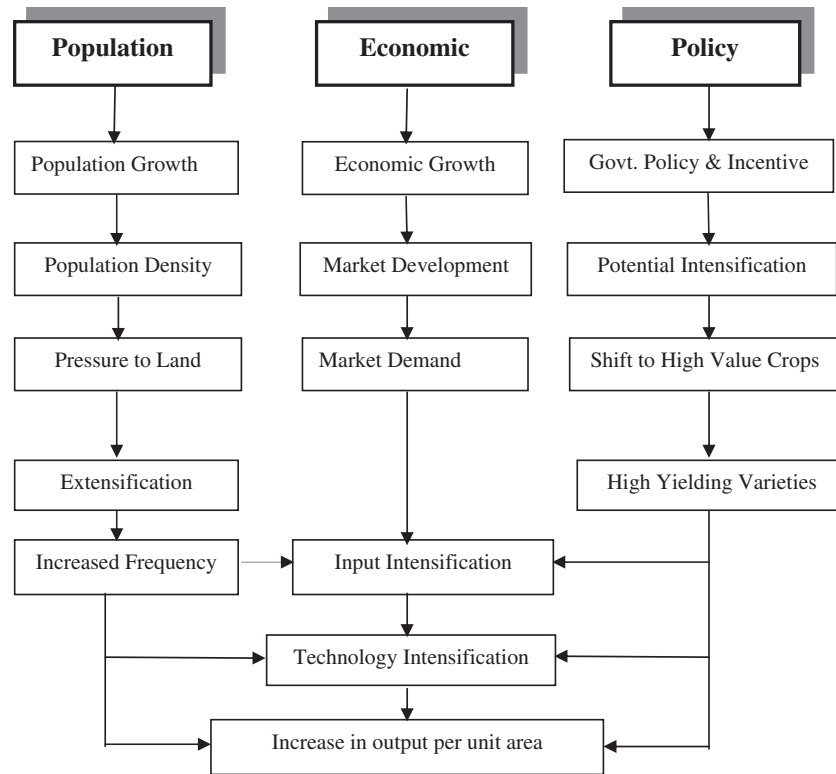 Population
Economic
Policy
Population Growth
Economic Growth
Govt. Policy & Incentive
Population Density
Market Development
Potential Intensification
Pressure to Land
Market Demand
Shift to High Value Crops
Extensification
High Yielding Varieties
Increased Frequency
Input Intensification
Technology Intensification
Increase in output per unit area